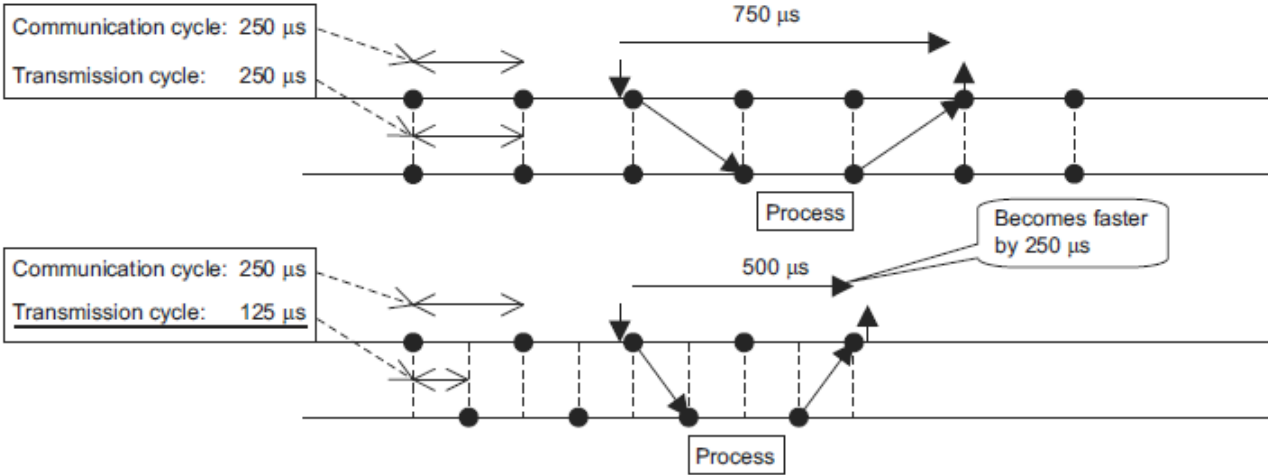 Communication cycle: 250 μs
750 μs
Transmission cycle: 250 μs
Process
Becomes faster
by 250 μs
Communication cycle: 250 μs
500 μs
Transmission cycle: 125 μs
Process